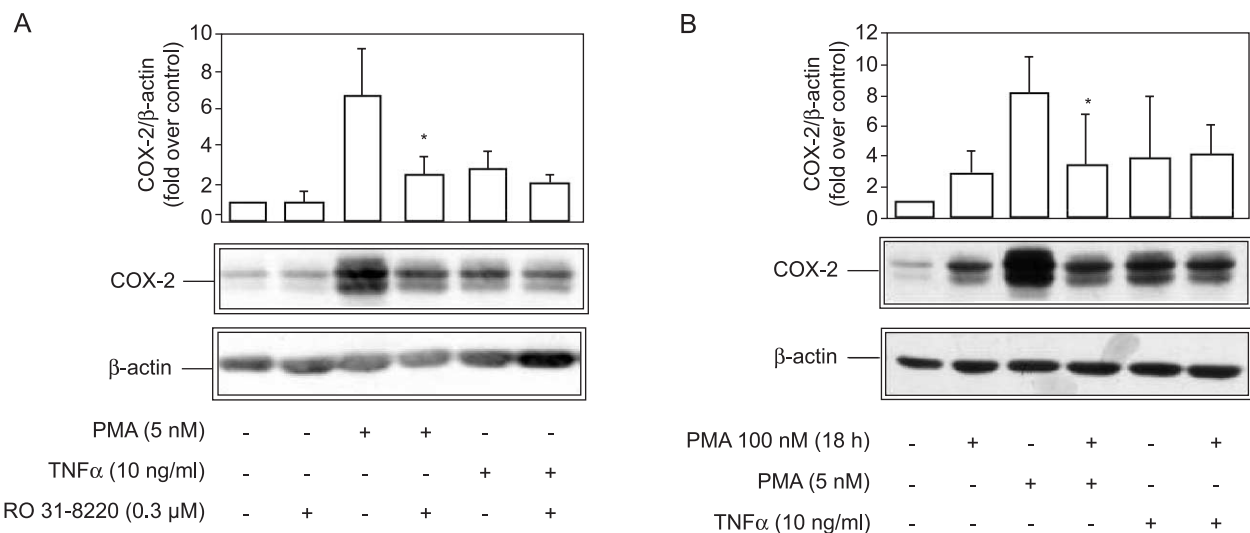 A
COX-2/β-actin
(fold over control)
10
8
6
4
2
0
*
COX-2
β-actin
PMA (5 nM) - - + + - -
TNFα (10 ng/ml) - - - - + +
RO 31-8220 (0.3 µM) - + - + - +
B
COX-2/β-actin
(fold over control)
12
10
8
6
4
2
0
*
COX-2
β-actin
PMA 100 nM (18 h) - + - + - +
PMA (5 nM) - - + + - -
TNFα (10 ng/ml) - - - - + +